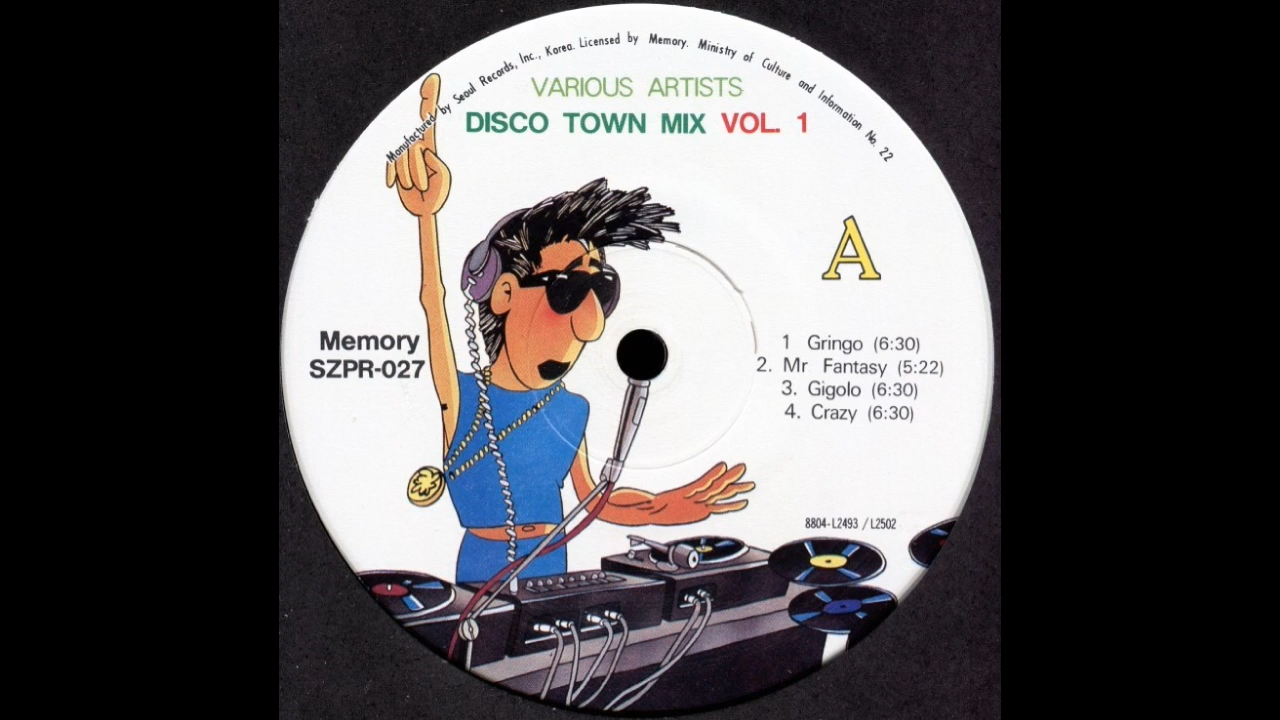 Manufactured by Seoul Records, Inc., Korea. Licensed by Memory. Ministry of Culture and Information No. 22
VARIOUS ARTISTS
DISCO TOWN MIX VOL. 1
A
Memory
SZPR-027
1 Gringo (6:30)
2. Mr Fantasy (5:22)
3. Gigolo (6:30)
4. Crazy (6:30)
8804-L2493 / L2502